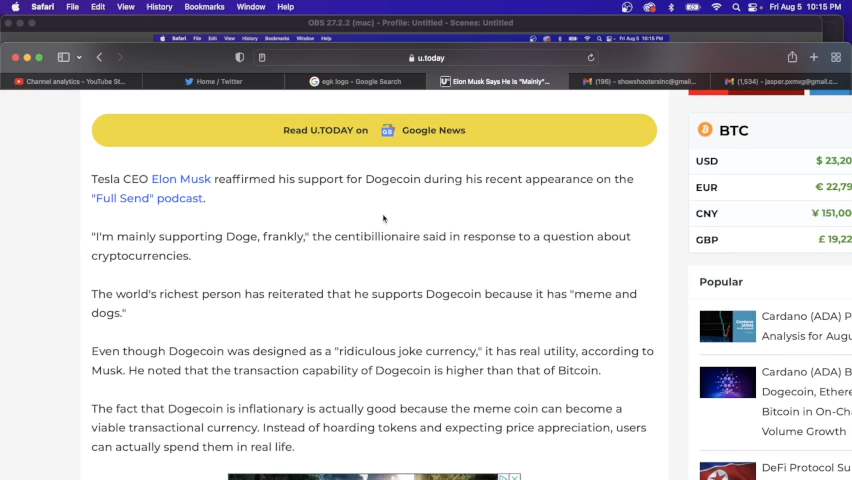 Safari File Edit View History Bookmarks Window Help Fri Aug 5 10:15 PM
OBS 27.2.2 (mac) - Profile: Untitled - Scenes: Untitled
Safari File Edit View History Bookmarks Window Help Fri Aug 5 10:15 PM
u.today
Channel analytics - YouTube St...
Home / Twitter
egk logo - Google Search
Elon Musk Says He Is "Mainly"...
(196) - showshootersinc@gmail....
(1,534) - jasper.pxmxg@gmail.c...
Read U.TODAY on Google News
Tesla CEO Elon Musk reaffirmed his support for Dogecoin during his recent appearance on the
"Full Send" podcast.
"I'm mainly supporting Doge, frankly," the centibillionaire said in response to a question about
cryptocurrencies.
The world's richest person has reiterated that he supports Dogecoin because it has "meme and
dogs."
Even though Dogecoin was designed as a "ridiculous joke currency," it has real utility, according to
Musk. He noted that the transaction capability of Dogecoin is higher than that of Bitcoin.
The fact that Dogecoin is inflationary is actually good because the meme coin can become a
viable transactional currency. Instead of hoarding tokens and expecting price appreciation, users
can actually spend them in real life.
BTC
USD $ 23,20
EUR € 22,79
CNY ¥ 151,00
GBP £ 19,22
Popular
Cardano (ADA) P
Analysis for Augu
Cardano (ADA) B
Dogecoin, Ethere
Bitcoin in On-Cha
Volume Growth
DeFi Protocol Su